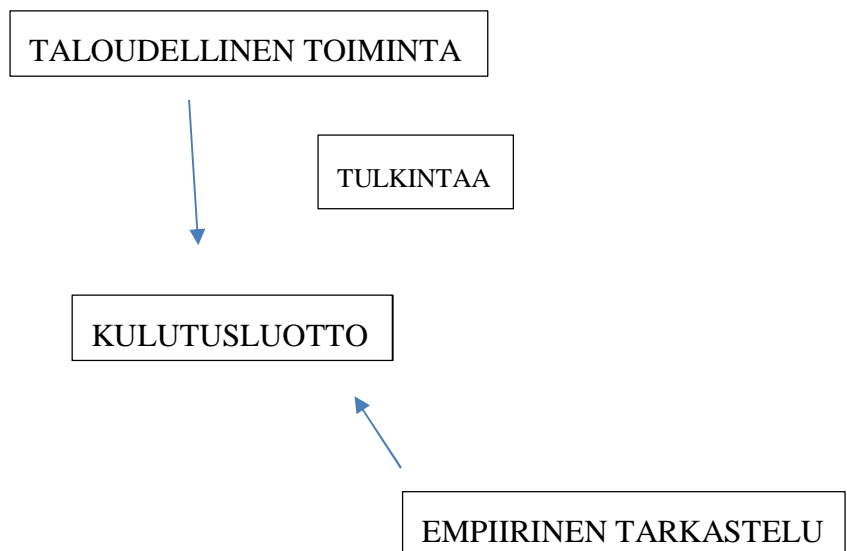 TALOUDELLINEN TOIMINTA
TULKINTAA
KULUTUSLUOTTO
EMPIIRINEN TARKASTELU